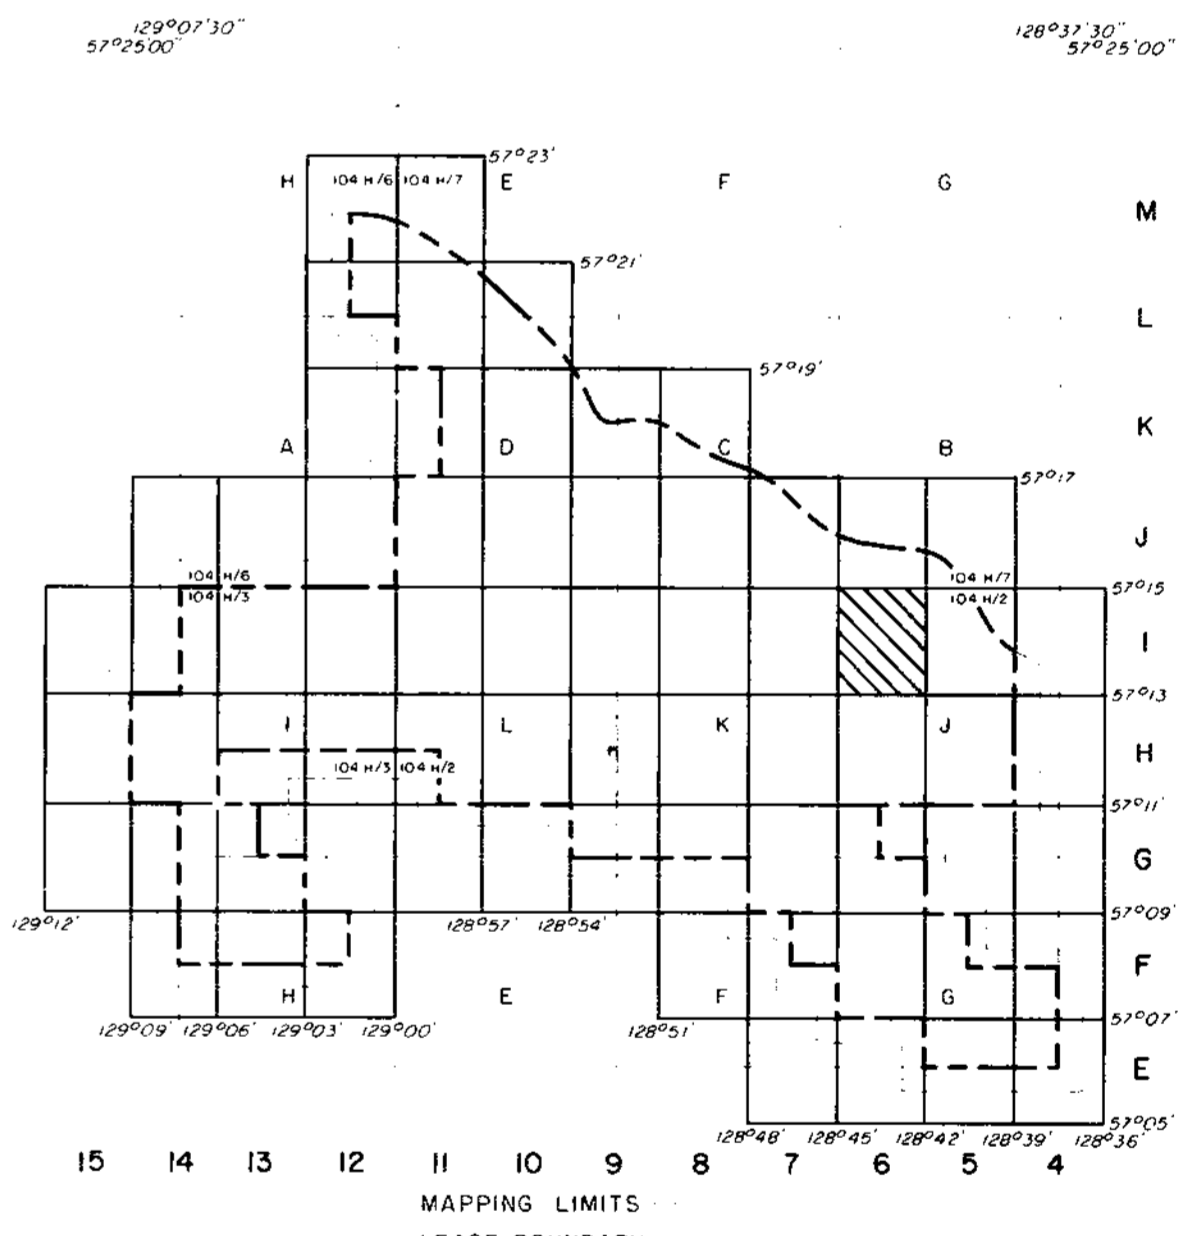 129°07'30" 128°37'30"
57°25'00" 57°25'00"
57°23'
H 104 H/6 104 H/7 E F G
M
57°21'
L
57°19'
K
A D C B
57°17
J
104 H/6 104 H/7
57°15'
104 H/3 104 H/2
I
57°13
I L K J
H
104 H/3 104 H/2
57°11'
G
129°12' 128°57' 128°54' 57°09'
F
H E F G
129°09' 129°06' 129°03' 129°00' 128°51' 57°07'
E
57°05'
128°48' 128°45' 128°42' 128°39' 128°36'
15 14 13 12 11 10 9 8 7 6 5 4
MAPPING LIMITS